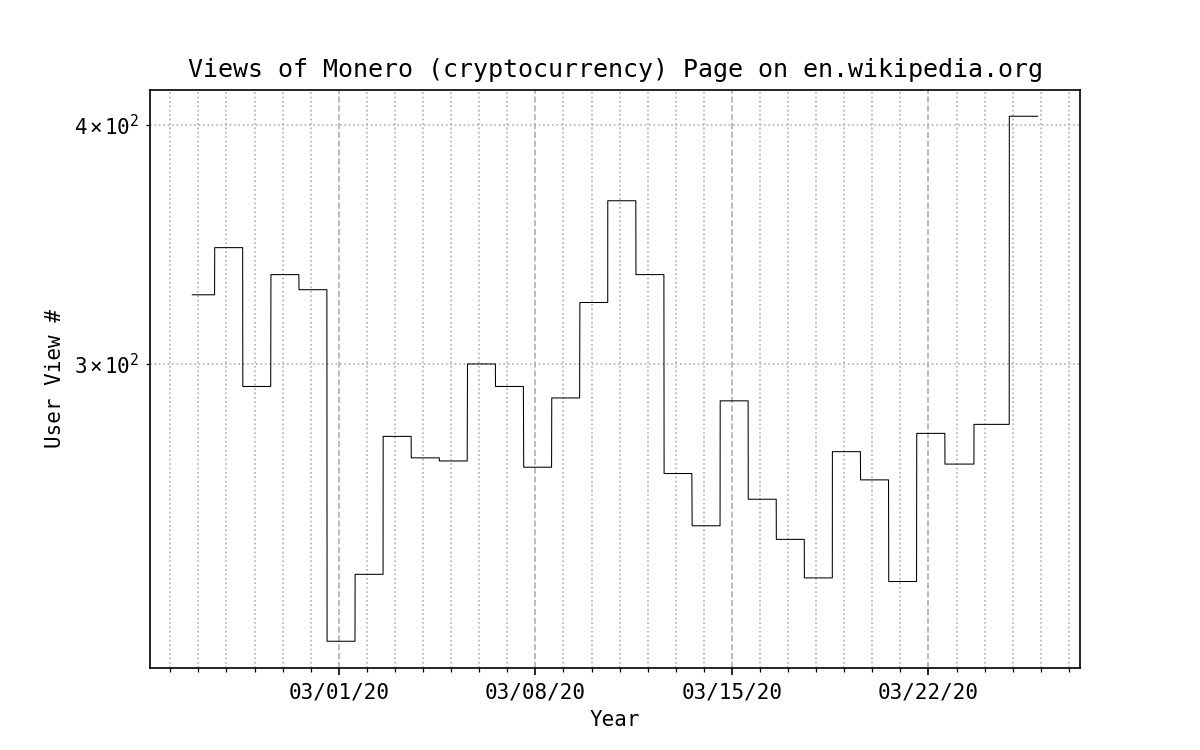 Views of Monero (cryptocurrency) Page on en.wikipedia.org
4×10²
3×10²
User View #
03/01/20 03/08/20 03/15/20 03/22/20
Year